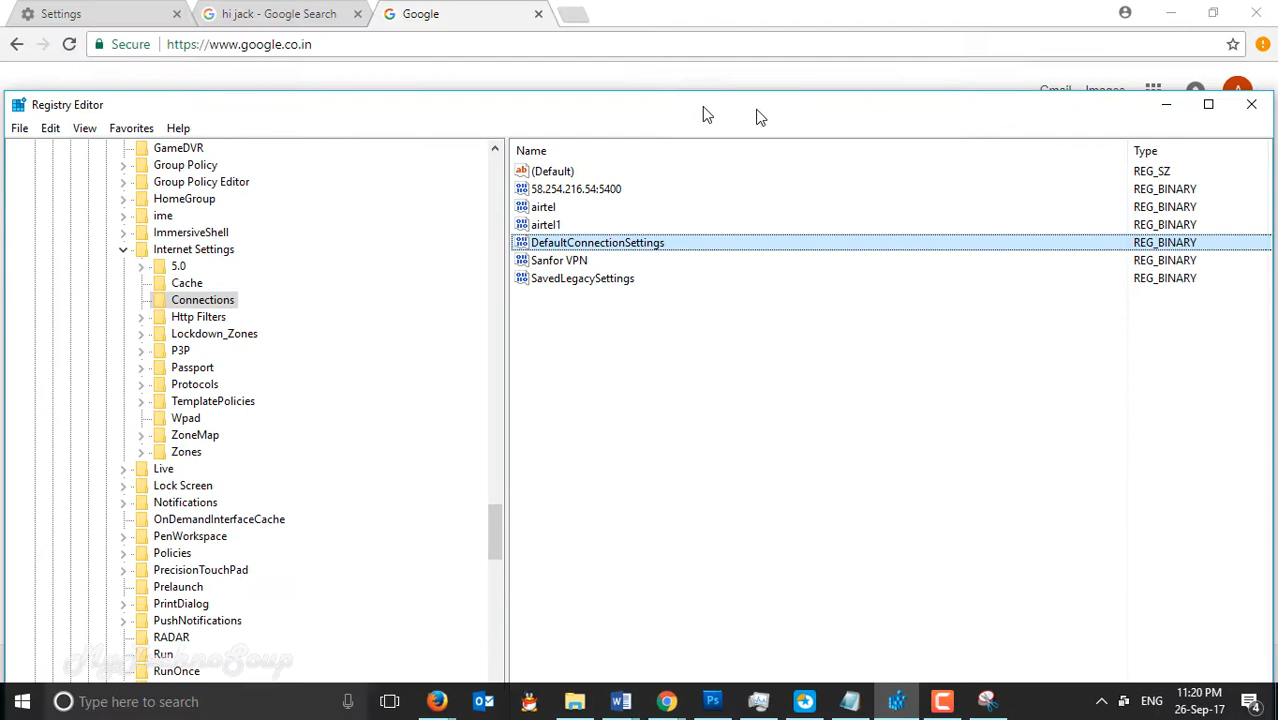 Settings
hi jack - Google Search
Google
Secure
https://www.google.co.in
Gmail Images
Registry Editor
File Edit View Favorites Help
GameDVR
Group Policy
Group Policy Editor
HomeGroup
ime
ImmersiveShell
Internet Settings
5.0
Cache
Connections
Http Filters
Lockdown_Zones
P3P
Passport
Protocols
TemplatePolicies
Wpad
ZoneMap
Zones
Live
Lock Screen
Notifications
OnDemandInterfaceCache
PenWorkspace
Policies
PrecisionTouchPad
Prelaunch
PrintDialog
PushNotifications
RADAR
Run
RunOnce
Name Type
ab (Default) REG_SZ
58.254.216.54:5400 REG_BINARY
airtel REG_BINARY
airtel1 REG_BINARY
DefaultConnectionSettings REG_BINARY
Sanfor VPN REG_BINARY
SavedLegacySettings REG_BINARY
Type here to search
ENG
11:20 PM
26-Sep-17
4